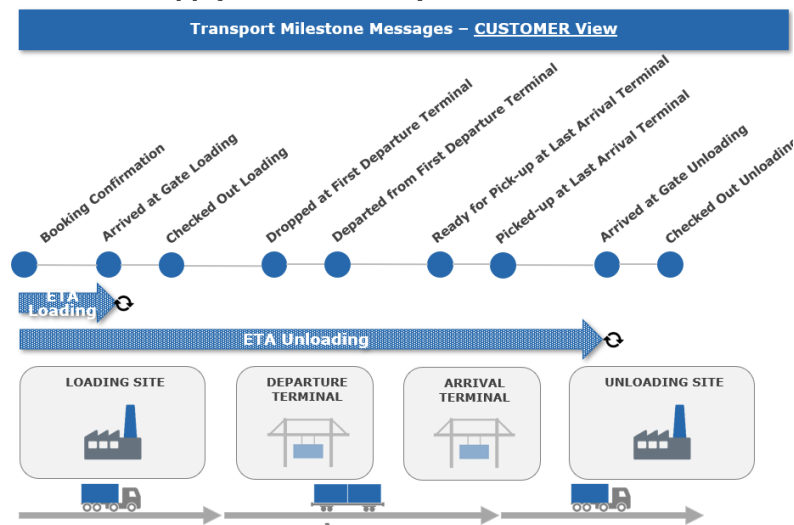 Transport Milestone Messages – CUSTOMER View
Booking Confirmation
Arrived at Gate Loading
Checked Out Loading
Dropped at First Departure Terminal
Departed from First Departure Terminal
Ready for Pick-up at Last Arrival Terminal
Picked-up at Last Arrival Terminal
Arrived at Gate Unloading
Checked Out Unloading
ETA
Loading
ETA Unloading
LOADING SITE
DEPARTURE
TERMINAL
ARRIVAL
TERMINAL
UNLOADING SITE